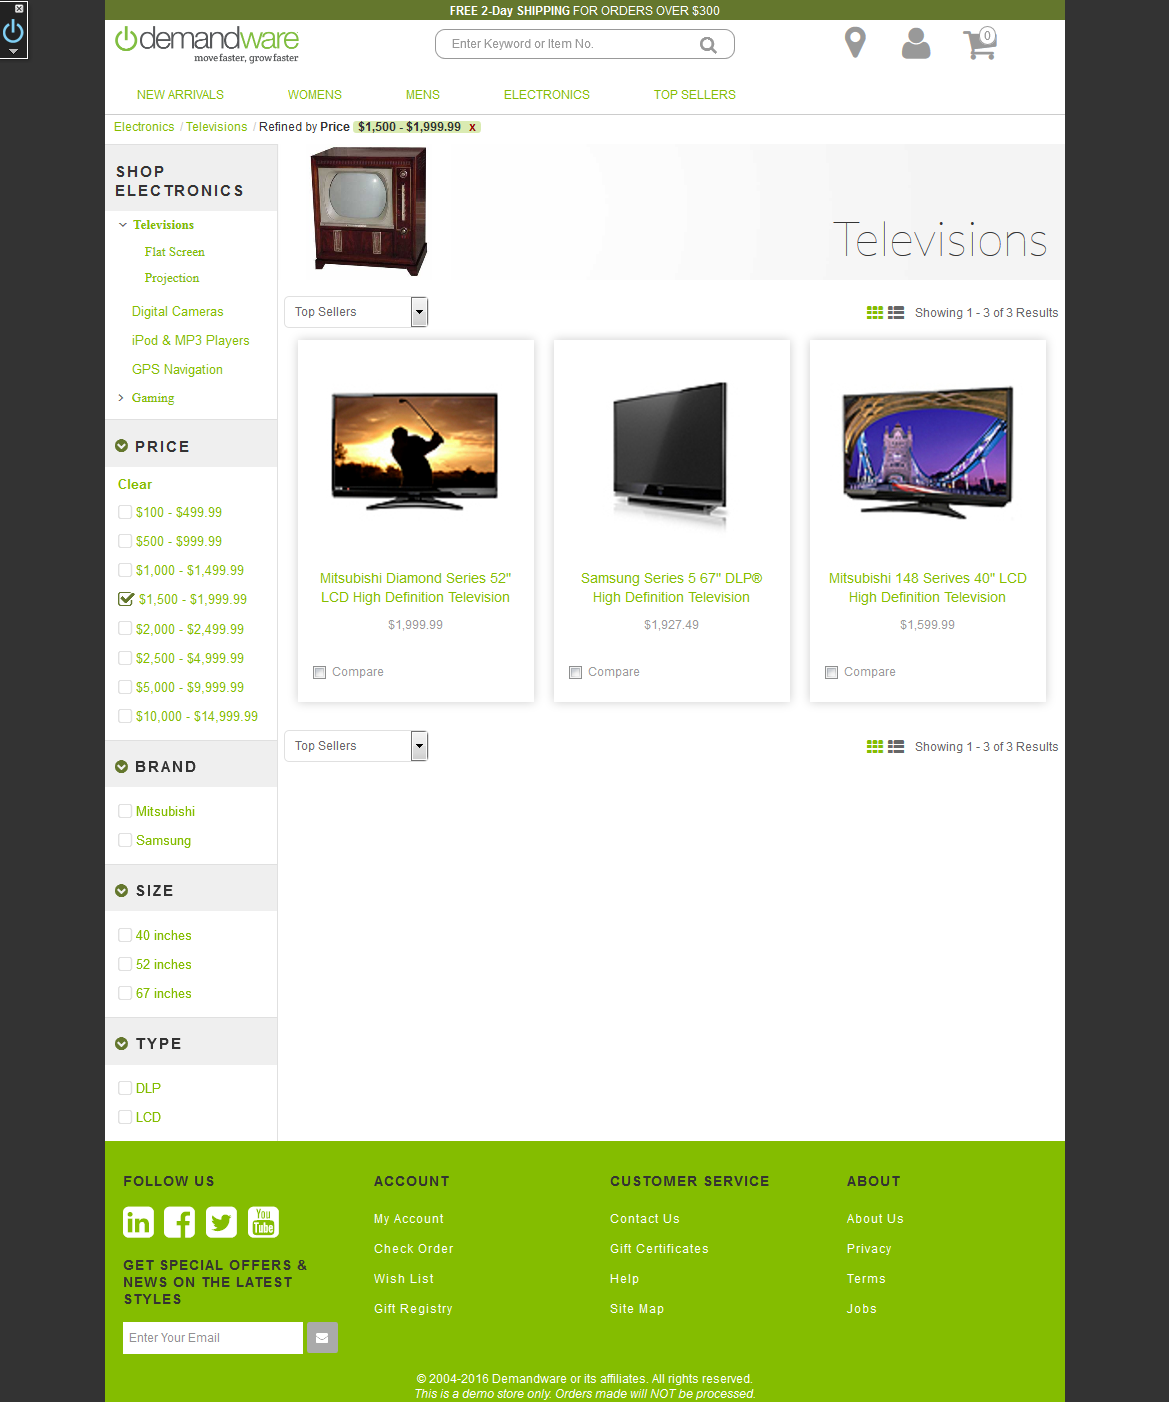 FREE 2-Day SHIPPING FOR ORDERS OVER $300
demandware
move faster, grow faster
Enter Keyword or Item No.
0
NEW ARRIVALS WOMENS MENS ELECTRONICS TOP SELLERS
Electronics / Televisions / Refined by Price $1,500 - $1,999.99 x
SHOP
ELECTRONICS
Televisions
Flat Screen
Projection
Digital Cameras
iPod & MP3 Players
GPS Navigation
Gaming
PRICE
Clear
$100 - $499.99
$500 - $999.99
$1,000 - $1,499.99
$1,500 - $1,999.99
$2,000 - $2,499.99
$2,500 - $4,999.99
$5,000 - $9,999.99
$10,000 - $14,999.99
BRAND
Mitsubishi
Samsung
SIZE
40 inches
52 inches
67 inches
TYPE
DLP
LCD
Televisions
Top Sellers
Showing 1 - 3 of 3 Results
Mitsubishi Diamond Series 52"
LCD High Definition Television
$1,999.99
Compare
Samsung Series 5 67" DLP®
High Definition Television
$1,927.49
Compare
Mitsubishi 148 Serives 40" LCD
High Definition Television
$1,599.99
Compare
Top Sellers
Showing 1 - 3 of 3 Results
FOLLOW US
in
You
Tube
GET SPECIAL OFFERS &
NEWS ON THE LATEST
STYLES
Enter Your Email
ACCOUNT
My Account
Check Order
Wish List
Gift Registry
CUSTOMER SERVICE
Contact Us
Gift Certificates
Help
Site Map
ABOUT
About Us
Privacy
Terms
Jobs
© 2004-2016 Demandware or its affiliates. All rights reserved.
This is a demo store only. Orders made will NOT be processed.